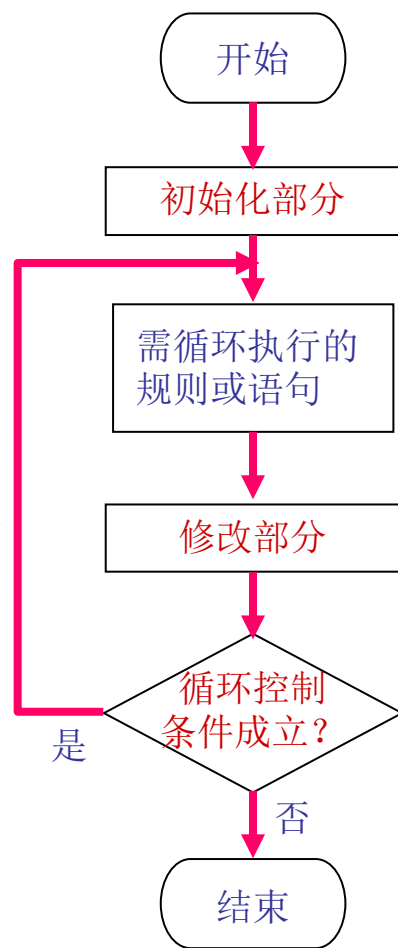 开始
初始化部分
需循环执行的
规则或语句
修改部分
循环控制
条件成立？
是
否
结束